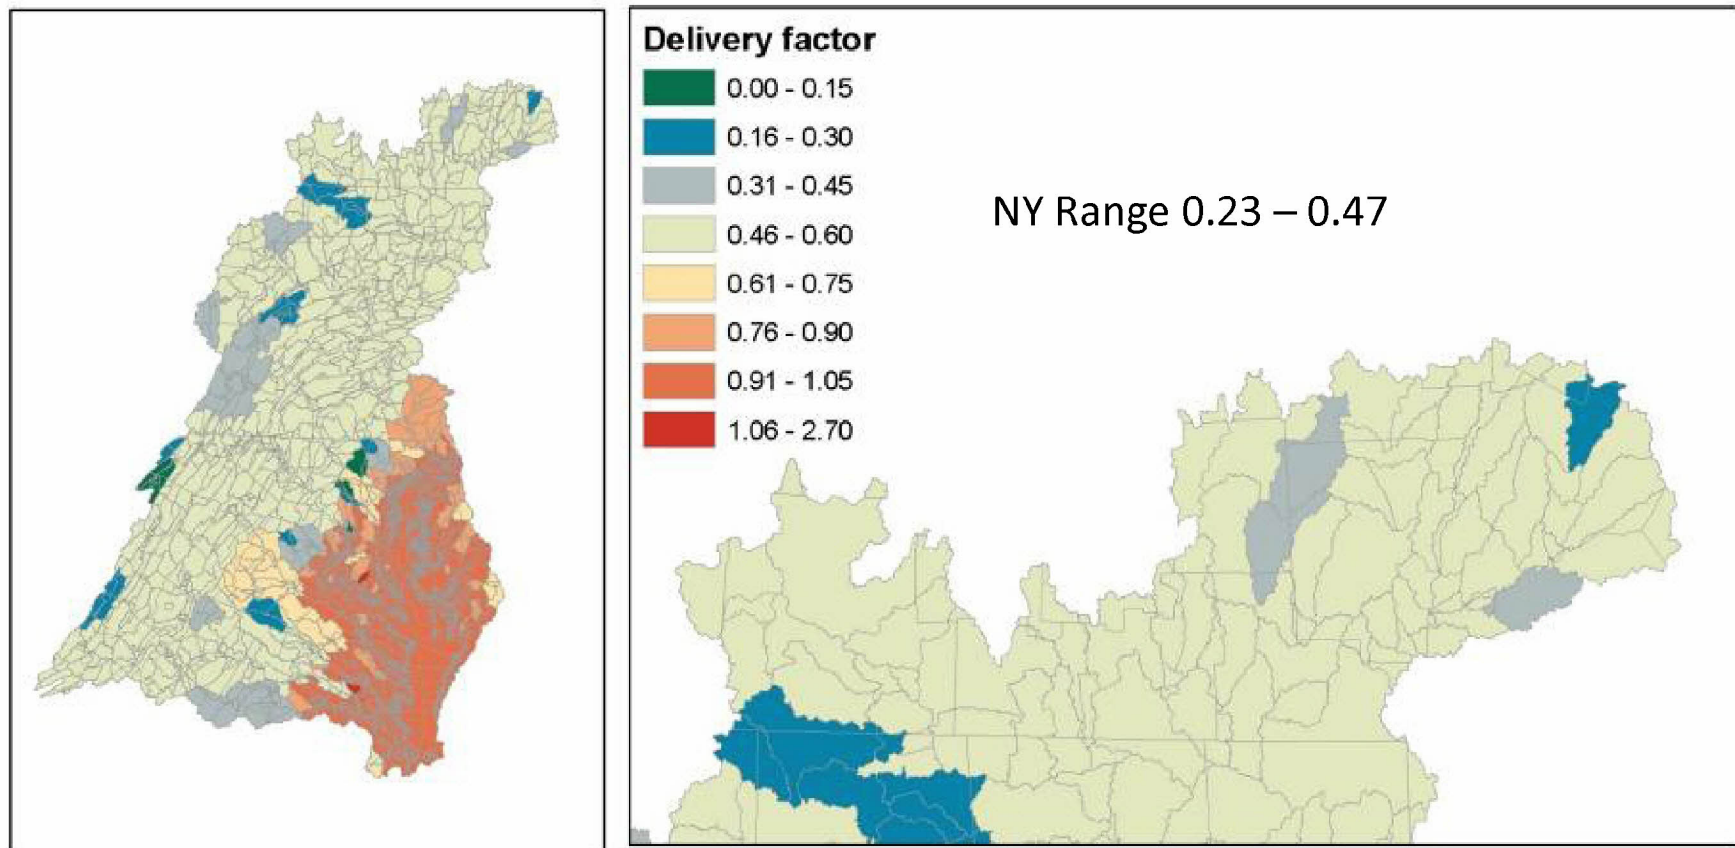 Delivery factor
0.00 - 0.15
0.16 - 0.30
0.31 - 0.45
0.46 - 0.60
0.61 - 0.75
0.76 - 0.90
0.91 - 1.05
1.06 - 2.70
NY Range 0.23 – 0.47